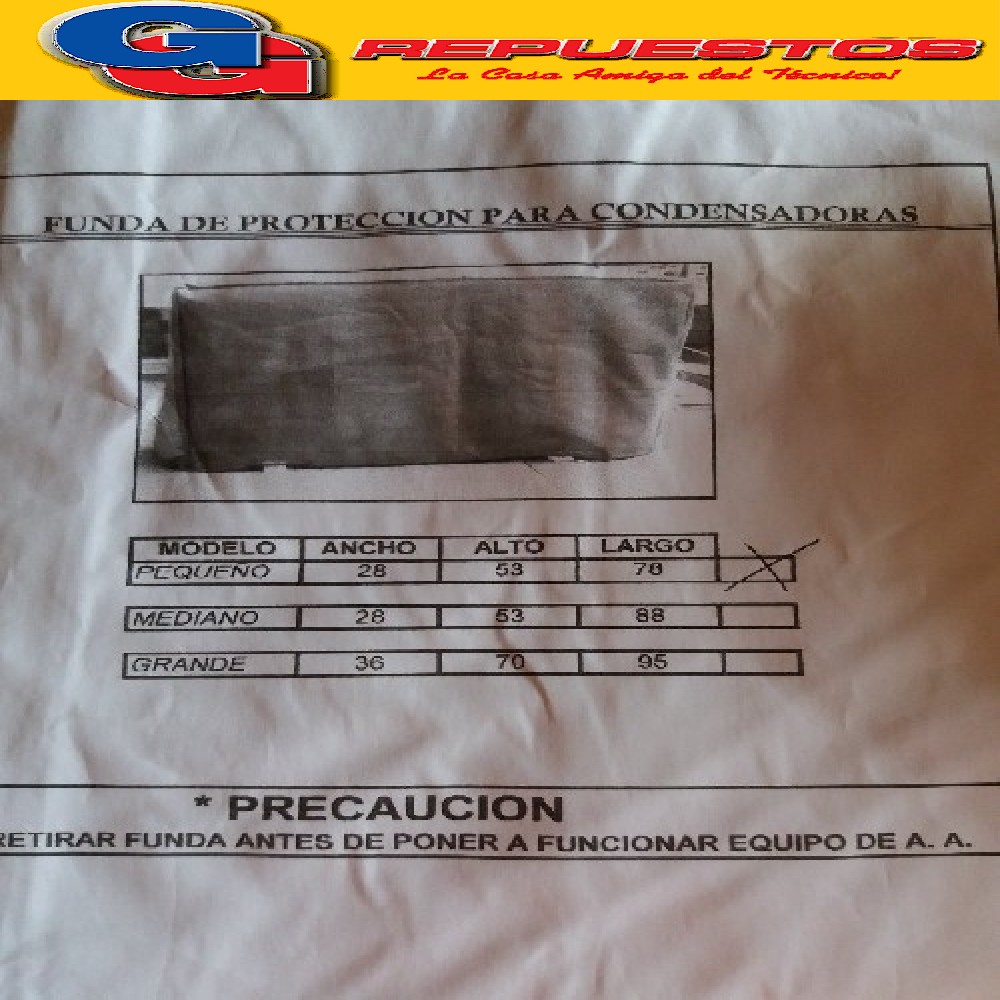 GG REPUESTOS
La Casa Amiga del Técnico!
FUNDA DE PROTECCION PARA CONDENSADORAS
MODELO ANCHO ALTO LARGO
PEQUEÑO 28 53 78
MEDIANO 28 53 88
GRANDE 36 70 95
* PRECAUCION
RETIRAR FUNDA ANTES DE PONER A FUNCIONAR EQUIPO DE A. A.